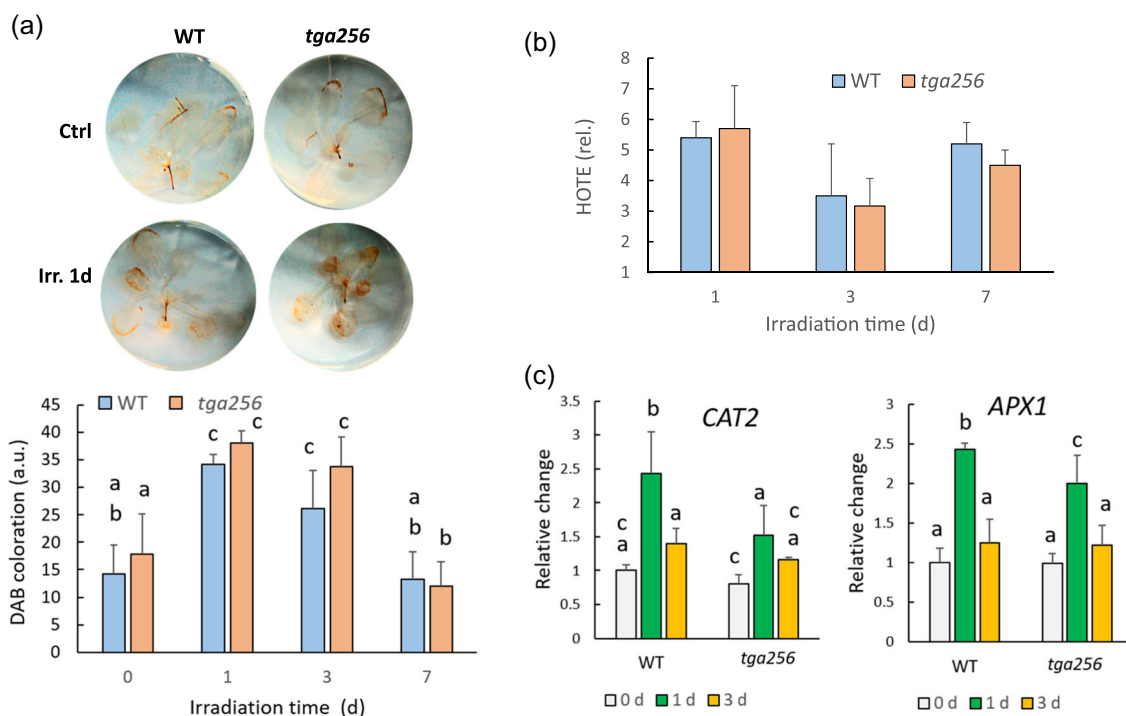 (a)
WT tga256
Ctrl
Irr. 1d
WT tga256
45
40
35
30
25
20
15
10
5
0
DAB coloration (a.u.)
a
b
a
c
c
c
c
a
b
b
0 1 3 7
Irradiation time (d)
(b)
8
7
6
5
4
3
2
1
HOTE (rel.)
WT tga256
1 3 7
Irradiation time (d)
(c)
3.5
3
2.5
2
1.5
1
0.5
0
Relative change
CAT2
c
a
b
a
c
a
c
a
WT tga256
0 d 1 d 3 d
3
2.5
2
1.5
1
0.5
0
Relative change
APX1
a
b
a
a
c
a
WT tga256
0 d 1 d 3 d